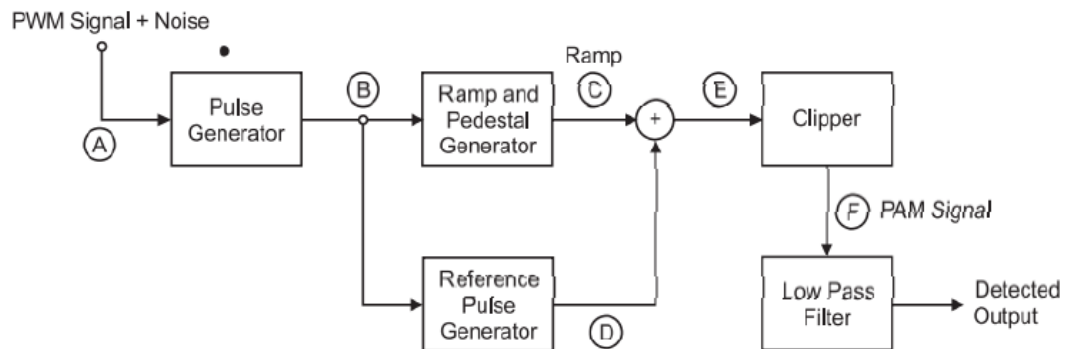 PWM Signal + Noise
A
Pulse
Generator
B
Ramp and
Pedestal
Generator
Ramp
C
+
E
Clipper
F PAM Signal
Reference
Pulse
Generator
D
Low Pass
Filter
Detected
Output